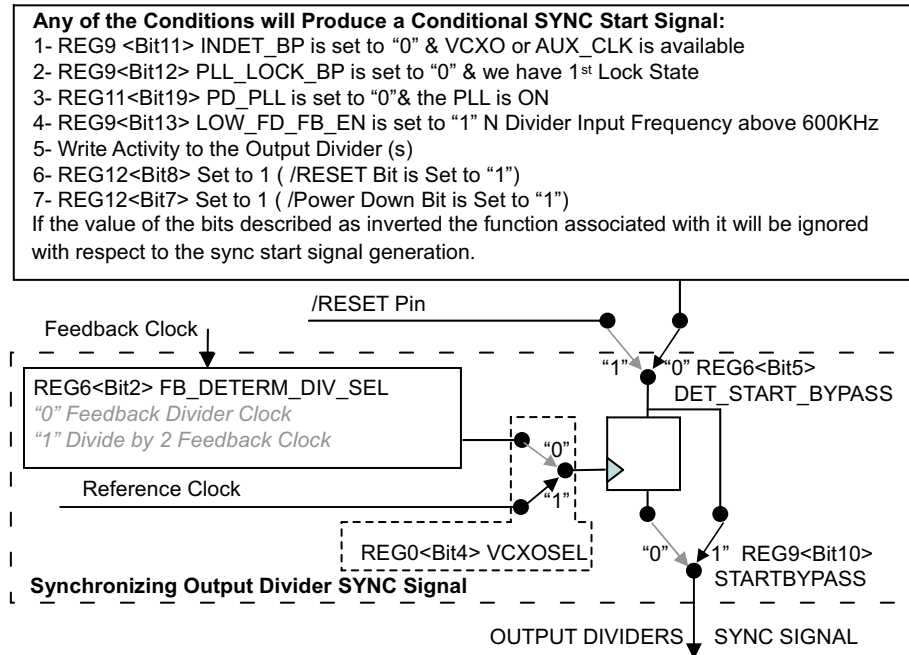 Any of the Conditions will Produce a Conditional SYNC Start Signal:
1- REG9 <Bit11> INDET_BP is set to “0” & VCXO or AUX_CLK is available
2- REG9<Bit12> PLL_LOCK_BP is set to “0” & we have 1st Lock State
3- REG11<Bit19> PD_PLL is set to “0”& the PLL is ON
4- REG9<Bit13> LOW_FD_FB_EN is set to “1” N Divider Input Frequency above 600KHz
5- Write Activity to the Output Divider (s)
6- REG12<Bit8> Set to 1 ( /RESET Bit is Set to “1”)
7- REG12<Bit7> Set to 1 ( /Power Down Bit is Set to “1”)
If the value of the bits described as inverted the function associated with it will be ignored
with respect to the sync start signal generation.
/RESET Pin
Feedback Clock
“1” “0” REG6<Bit5>
DET_START_BYPASS
REG6<Bit2> FB_DETERM_DIV_SEL
“0” Feedback Divider Clock
“1” Divide by 2 Feedback Clock
“0”
Reference Clock
“1”
REG0<Bit4> VCXOSEL
“0” 1” REG9<Bit10>
STARTBYPASS
Synchronizing Output Divider SYNC Signal
OUTPUT DIVIDERS SYNC SIGNAL